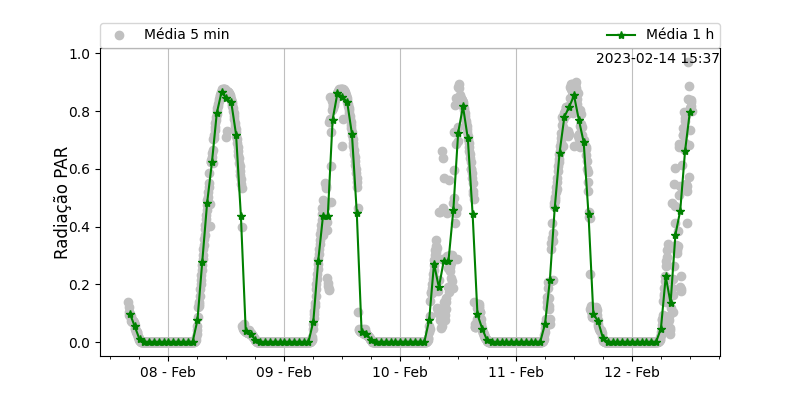 Média 5 min
Média 1 h
2023-02-14 15:37
Radiação PAR
1.0
0.8
0.6
0.4
0.2
0.0
08 - Feb
09 - Feb
10 - Feb
11 - Feb
12 - Feb